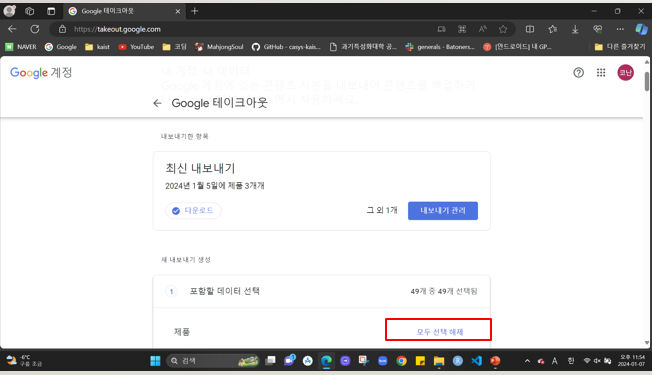 Google 테이크아웃
https://takeout.google.com
NAVER
Google
kaist
YouTube
코딩
MahjongSoul
GitHub - casys-kais...
과기특성화대학 공...
generals - Batoners...
[안드로이드] 내 GP...
다른 즐겨찾기
Google 계정
코난
Google 테이크아웃
내보내기한 항목
최신 내보내기
2024년 1월 5일에 제품 3개개
다운로드
그 외 1개
내보내기 관리
새 내보내기 생성
1
포함할 데이터 선택
49개 중 49개 선택됨
제품
모두 선택 해제
-6°C
구름 조금
검색
A
한
오후 11:54
2024-01-07